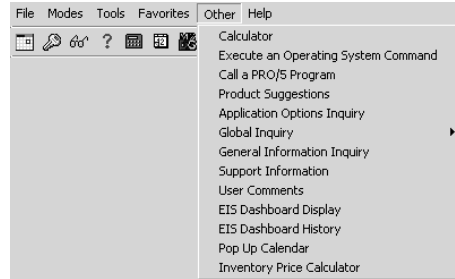 File Modes Tools Favorites Other Help
?
Calculator
Execute an Operating System Command
Call a PRO/5 Program
Product Suggestions
Application Options Inquiry
Global Inquiry
General Information Inquiry
Support Information
User Comments
EIS Dashboard Display
EIS Dashboard History
Pop Up Calendar
Inventory Price Calculator